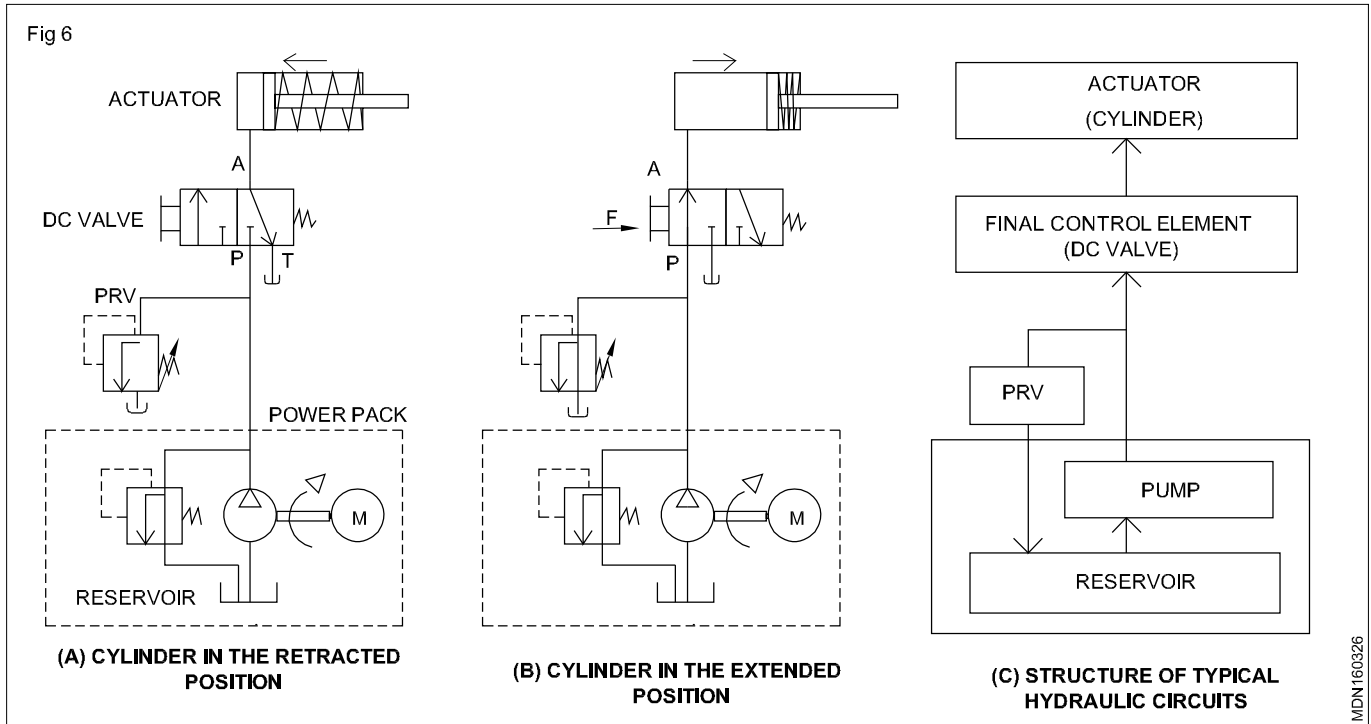 Fig 6
ACTUATOR
A
DC VALVE
P
T
PRV
POWER PACK
M
RESERVOIR
(A) CYLINDER IN THE RETRACTED
POSITION
A
F
P
M
(B) CYLINDER IN THE EXTENDED
POSITION
ACTUATOR
(CYLINDER)
FINAL CONTROL ELEMENT
(DC VALVE)
PRV
PUMP
RESERVOIR
(C) STRUCTURE OF TYPICAL
HYDRAULIC CIRCUITS
MDN160326